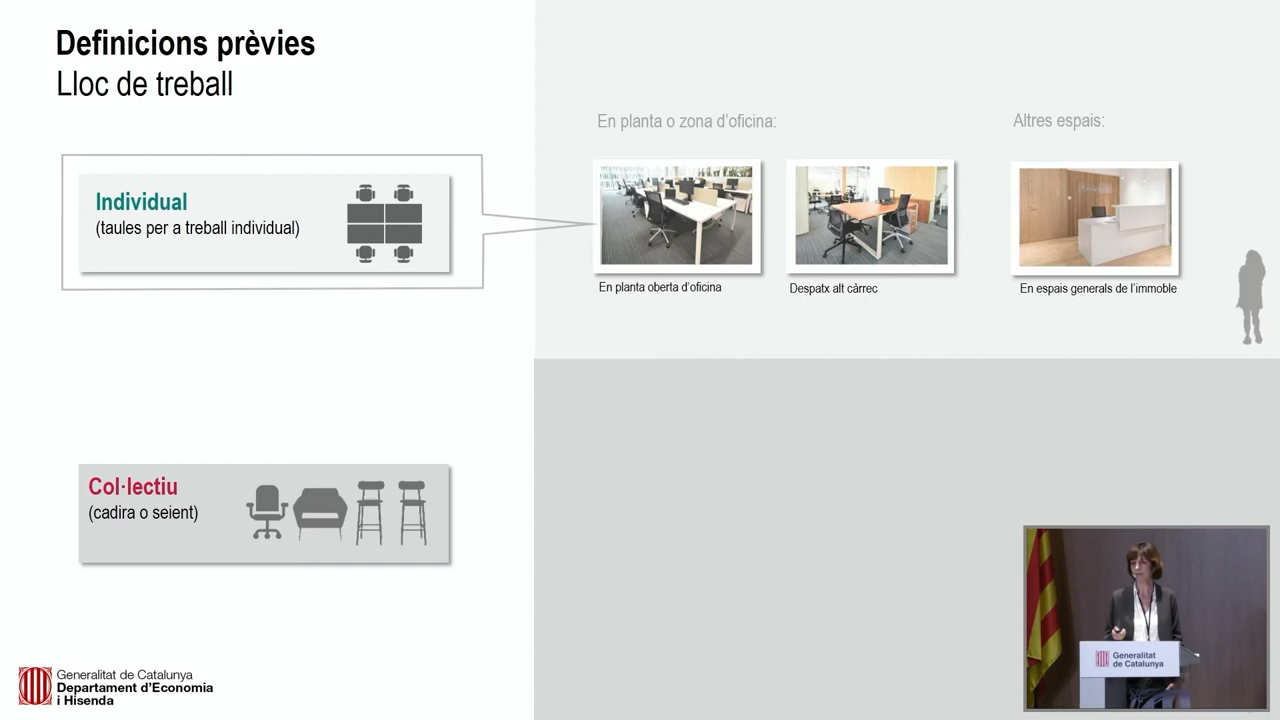 Definicions prèvies
Lloc de treball
En planta o zona d'oficina:
Altres espais:
Individual
(taules per a treball individual)
En planta oberta d'oficina
Despatx alt càrrec
En espais generals de l'immoble
Col·lectiu
(cadira o seient)
Generalitat
de Catalunya
Generalitat de Catalunya
Departament d'Economia
i Hisenda